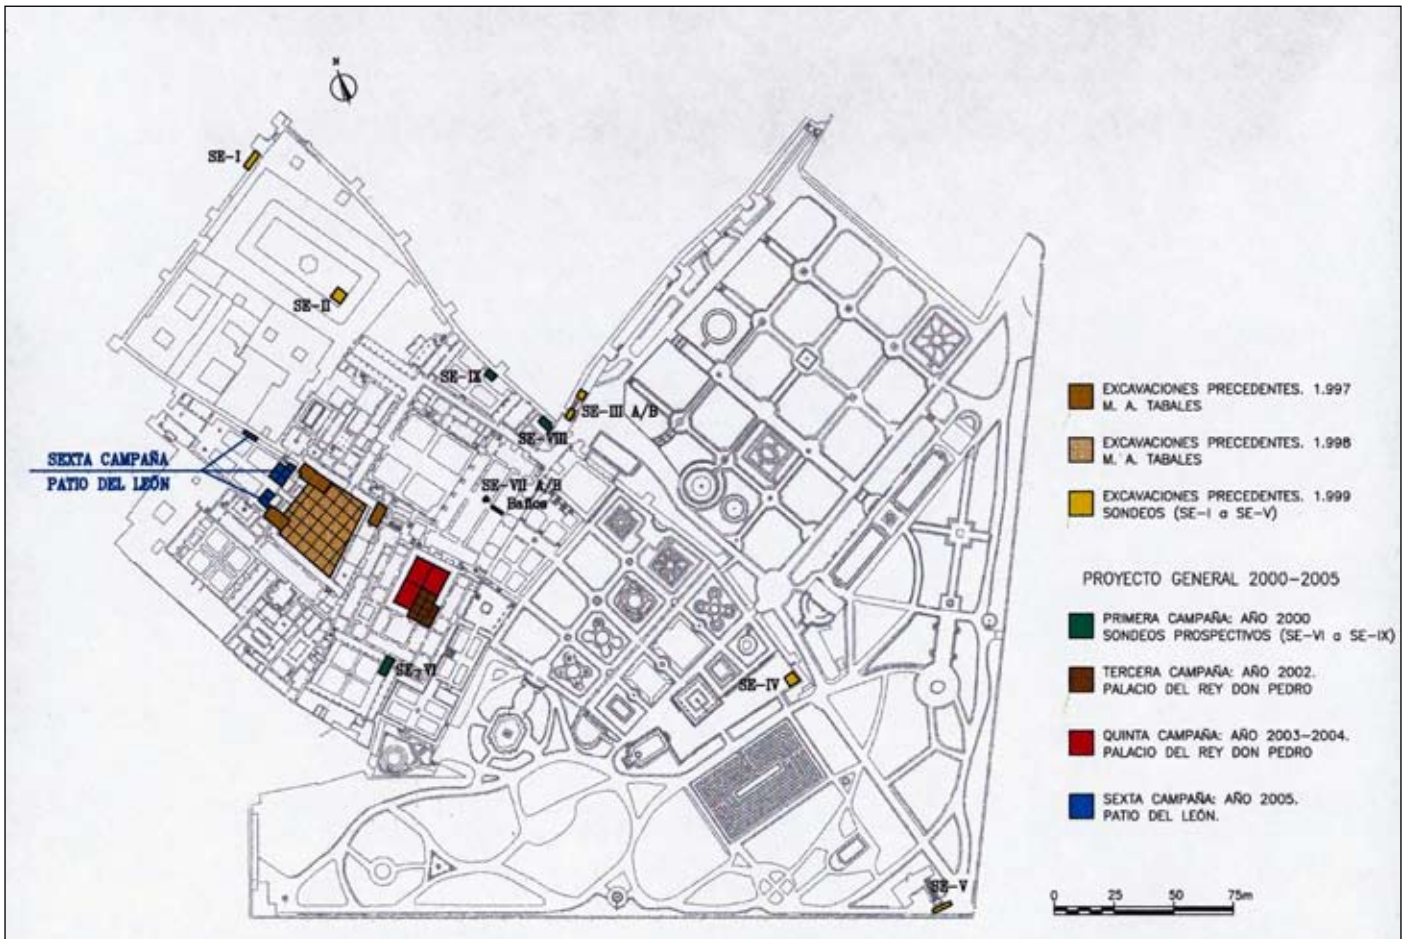 N
SE-I
SE-II
SE-IX
SE-III A/B
SE-VIII
SEXTA CAMPAÑA
PATIO DEL LEÓN
SE-VII A/B
Baños
SE-VI
SE-IV
SE-V
EXCAVACIONES PRECEDENTES. 1.997
M. A. TABALES
EXCAVACIONES PRECEDENTES. 1.998
M. A. TABALES
EXCAVACIONES PRECEDENTES. 1.999
SONDEOS (SE-I a SE-V)
PROYECTO GENERAL 2000-2005
PRIMERA CAMPAÑA: AÑO 2000
SONDEOS PROSPECTIVOS (SE-VI a SE-IX)
TERCERA CAMPAÑA: AÑO 2002.
PALACIO DEL REY DON PEDRO
QUINTA CAMPAÑA: AÑO 2003-2004.
PALACIO DEL REY DON PEDRO
SEXTA CAMPAÑA: AÑO 2005.
PATIO DEL LEÓN.
0 25 50 75m